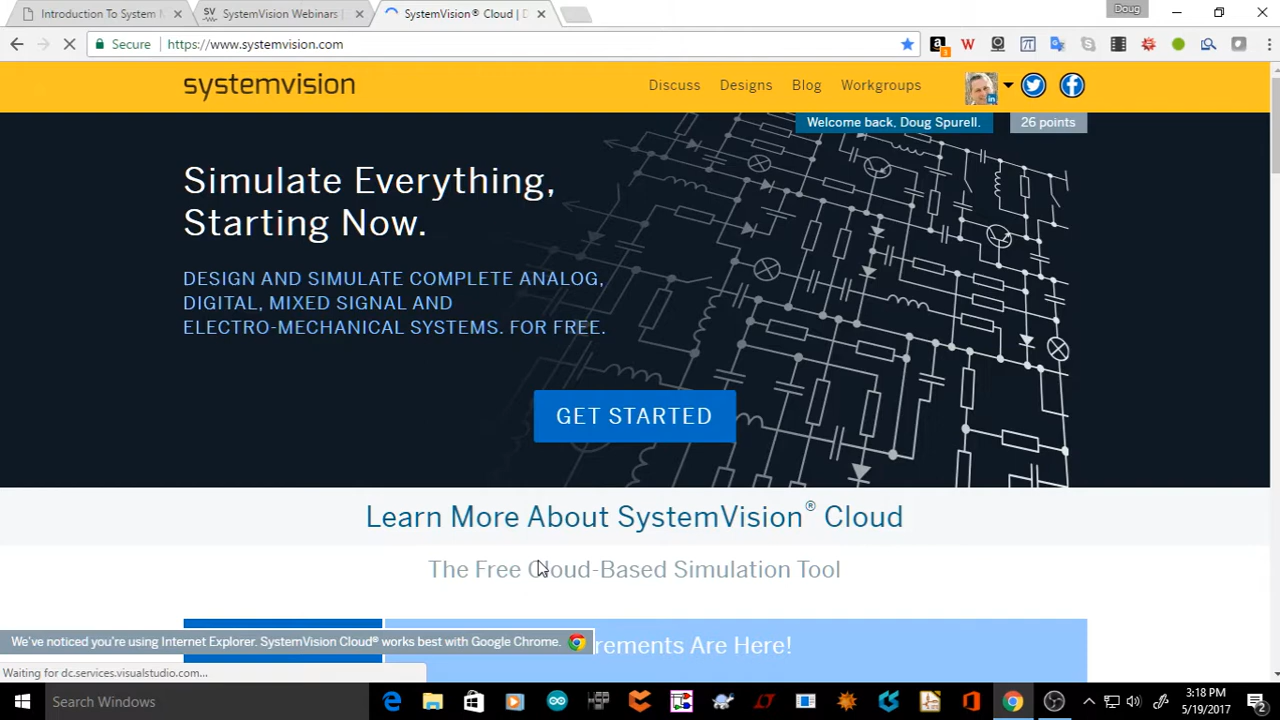 Introduction To System M
SV
SystemVision Webinars |
SystemVision® Cloud | D
Doug
Secure
https://www.systemvision.com
systemvision
Discuss
Designs
Blog
Workgroups
Welcome back, Doug Spurell.
26 points
Simulate Everything,
Starting Now.
DESIGN AND SIMULATE COMPLETE ANALOG,
DIGITAL, MIXED SIGNAL AND
ELECTRO-MECHANICAL SYSTEMS. FOR FREE.
GET STARTED
Learn More About SystemVision® Cloud
The Free Cloud-Based Simulation Tool
rements Are Here!
We've noticed you're using Internet Explorer. SystemVision Cloud® works best with Google Chrome.
Waiting for dc.services.visualstudio.com...
Search Windows
3:18 PM
5/19/2017
2